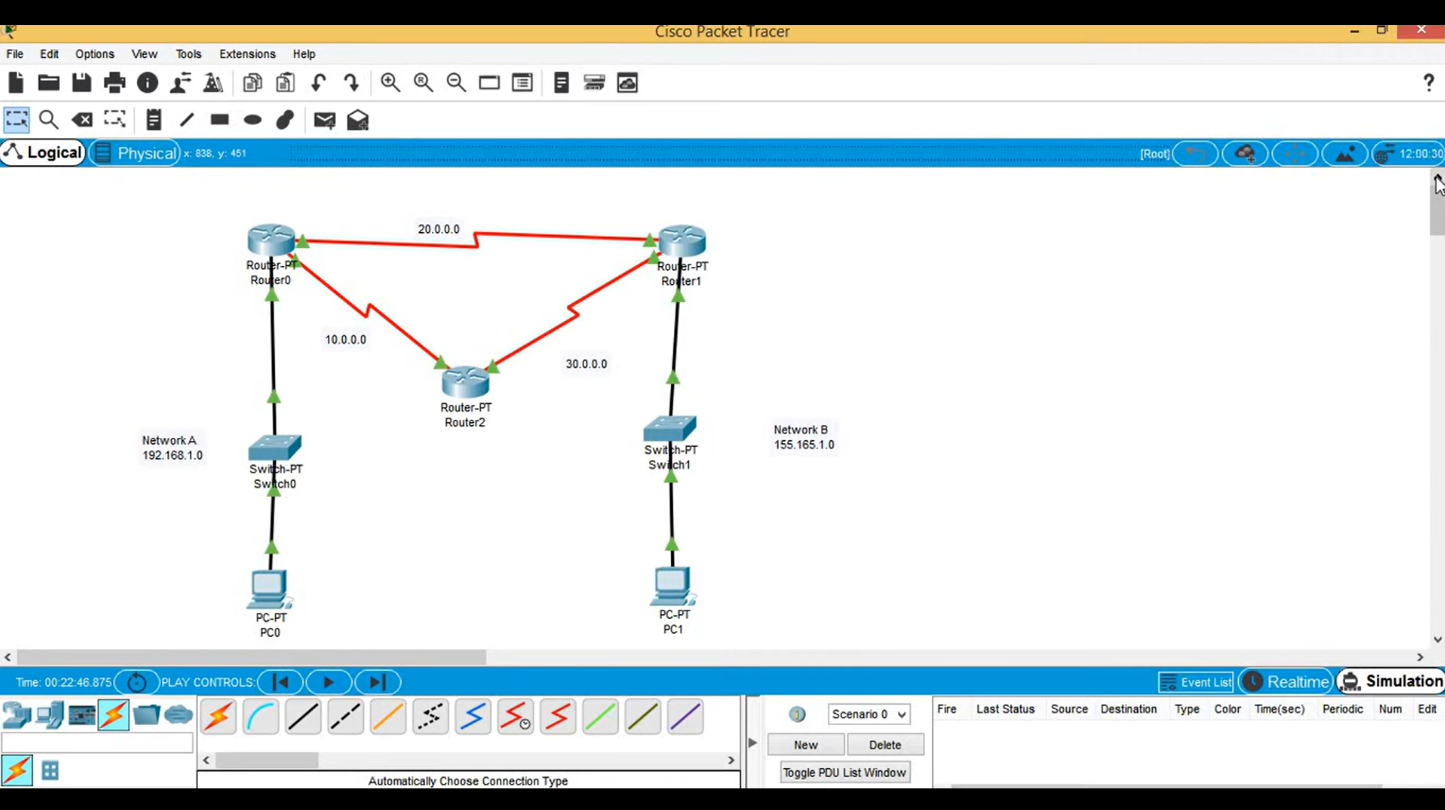 Cisco Packet Tracer
File Edit Options View Tools Extensions Help
?
Logical Physical x: 838, y: 451 [Root] 12:00:30
20.0.0.0
Router-PT
Router0
Router-PT
Router1
10.0.0.0
30.0.0.0
Router-PT
Router2
Network A
192.168.1.0
Switch-PT
Switch0
Switch-PT
Switch1
Network B
155.165.1.0
PC-PT
PC0
PC-PT
PC1
Time: 00:22:46.875 PLAY CONTROLS: Event List Realtime Simulation
Scenario 0
New Delete
Toggle PDU List Window
Fire Last Status Source Destination Type Color Time(sec) Periodic Num Edit
Automatically Choose Connection Type